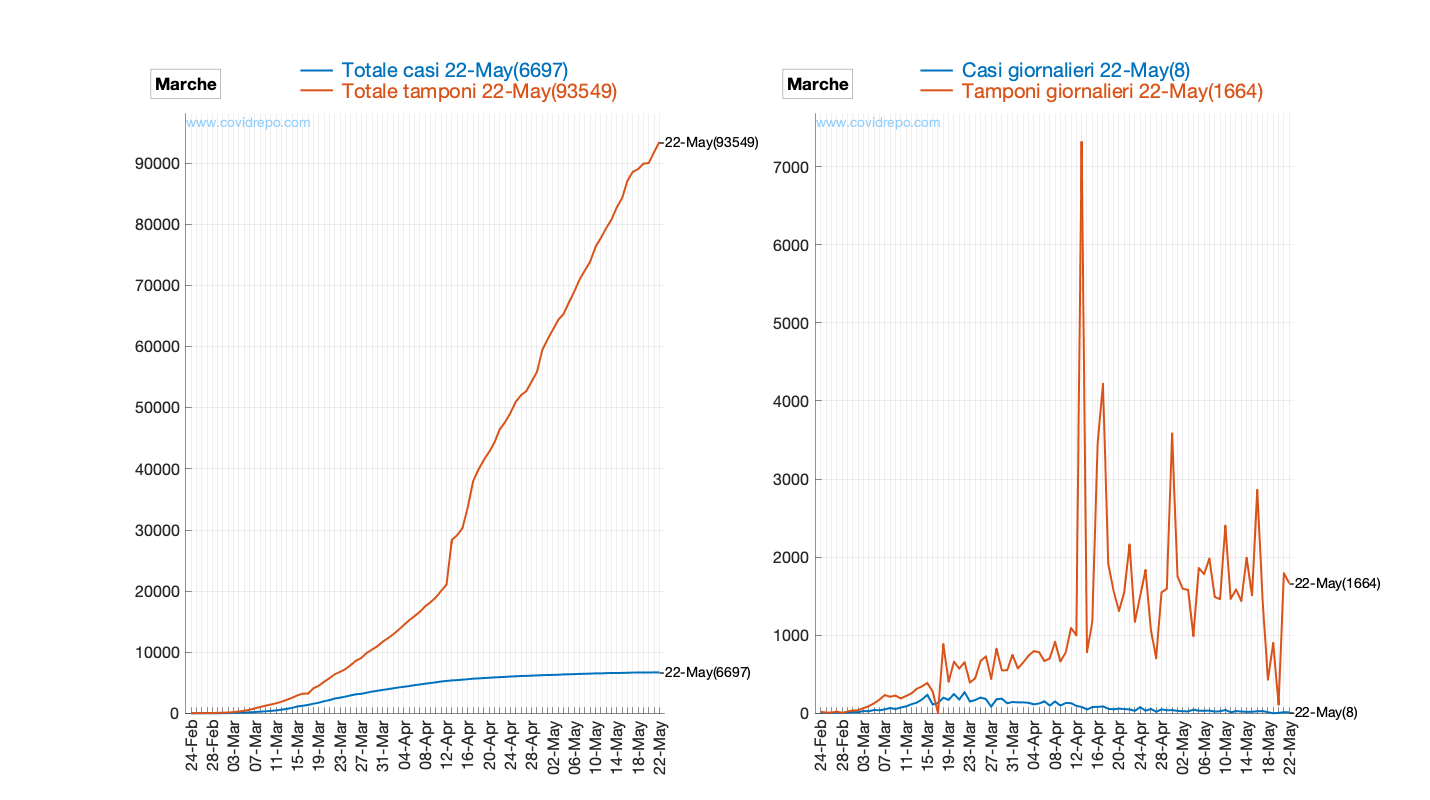 Marche
Totale casi 22-May(6697)
Totale tamponi 22-May(93549)
www.covidrepo.com
22-May(93549)
90000
80000
70000
60000
50000
40000
30000
20000
10000
22-May(6697)
0
24-Feb
28-Feb
03-Mar
07-Mar
11-Mar
15-Mar
19-Mar
23-Mar
27-Mar
31-Mar
04-Apr
08-Apr
12-Apr
16-Apr
20-Apr
24-Apr
28-Apr
02-May
06-May
10-May
14-May
18-May
22-May
Marche
Casi giornalieri 22-May(8)
Tamponi giornalieri 22-May(1664)
www.covidrepo.com
7000
6000
5000
4000
3000
2000
22-May(1664)
1000
0
22-May(8)
24-Feb
28-Feb
03-Mar
07-Mar
11-Mar
15-Mar
19-Mar
23-Mar
27-Mar
31-Mar
04-Apr
08-Apr
12-Apr
16-Apr
20-Apr
24-Apr
28-Apr
02-May
06-May
10-May
14-May
18-May
22-May